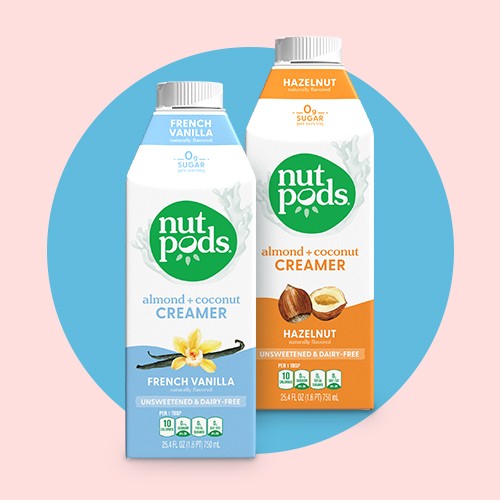 FRENCH
VANILLA
naturally flavored
0g
SUGAR
per serving
nut
pods.
almond + coconut
CREAMER
FRENCH VANILLA
naturally flavored
UNSWEETENED & DAIRY-FREE
PER 1 TBSP
10
CALORIES
25.4 FL OZ (1.6 PT) 750 mL
HAZELNUT
naturally flavored
0g
SUGAR
per serving
nut
pods.
almond + coconut
CREAMER
HAZELNUT
naturally flavored
UNSWEETENED & DAIRY-FREE
PER 1 TBSP
10
CALORIES
25.4 FL OZ (1.6 PT) 750 mL